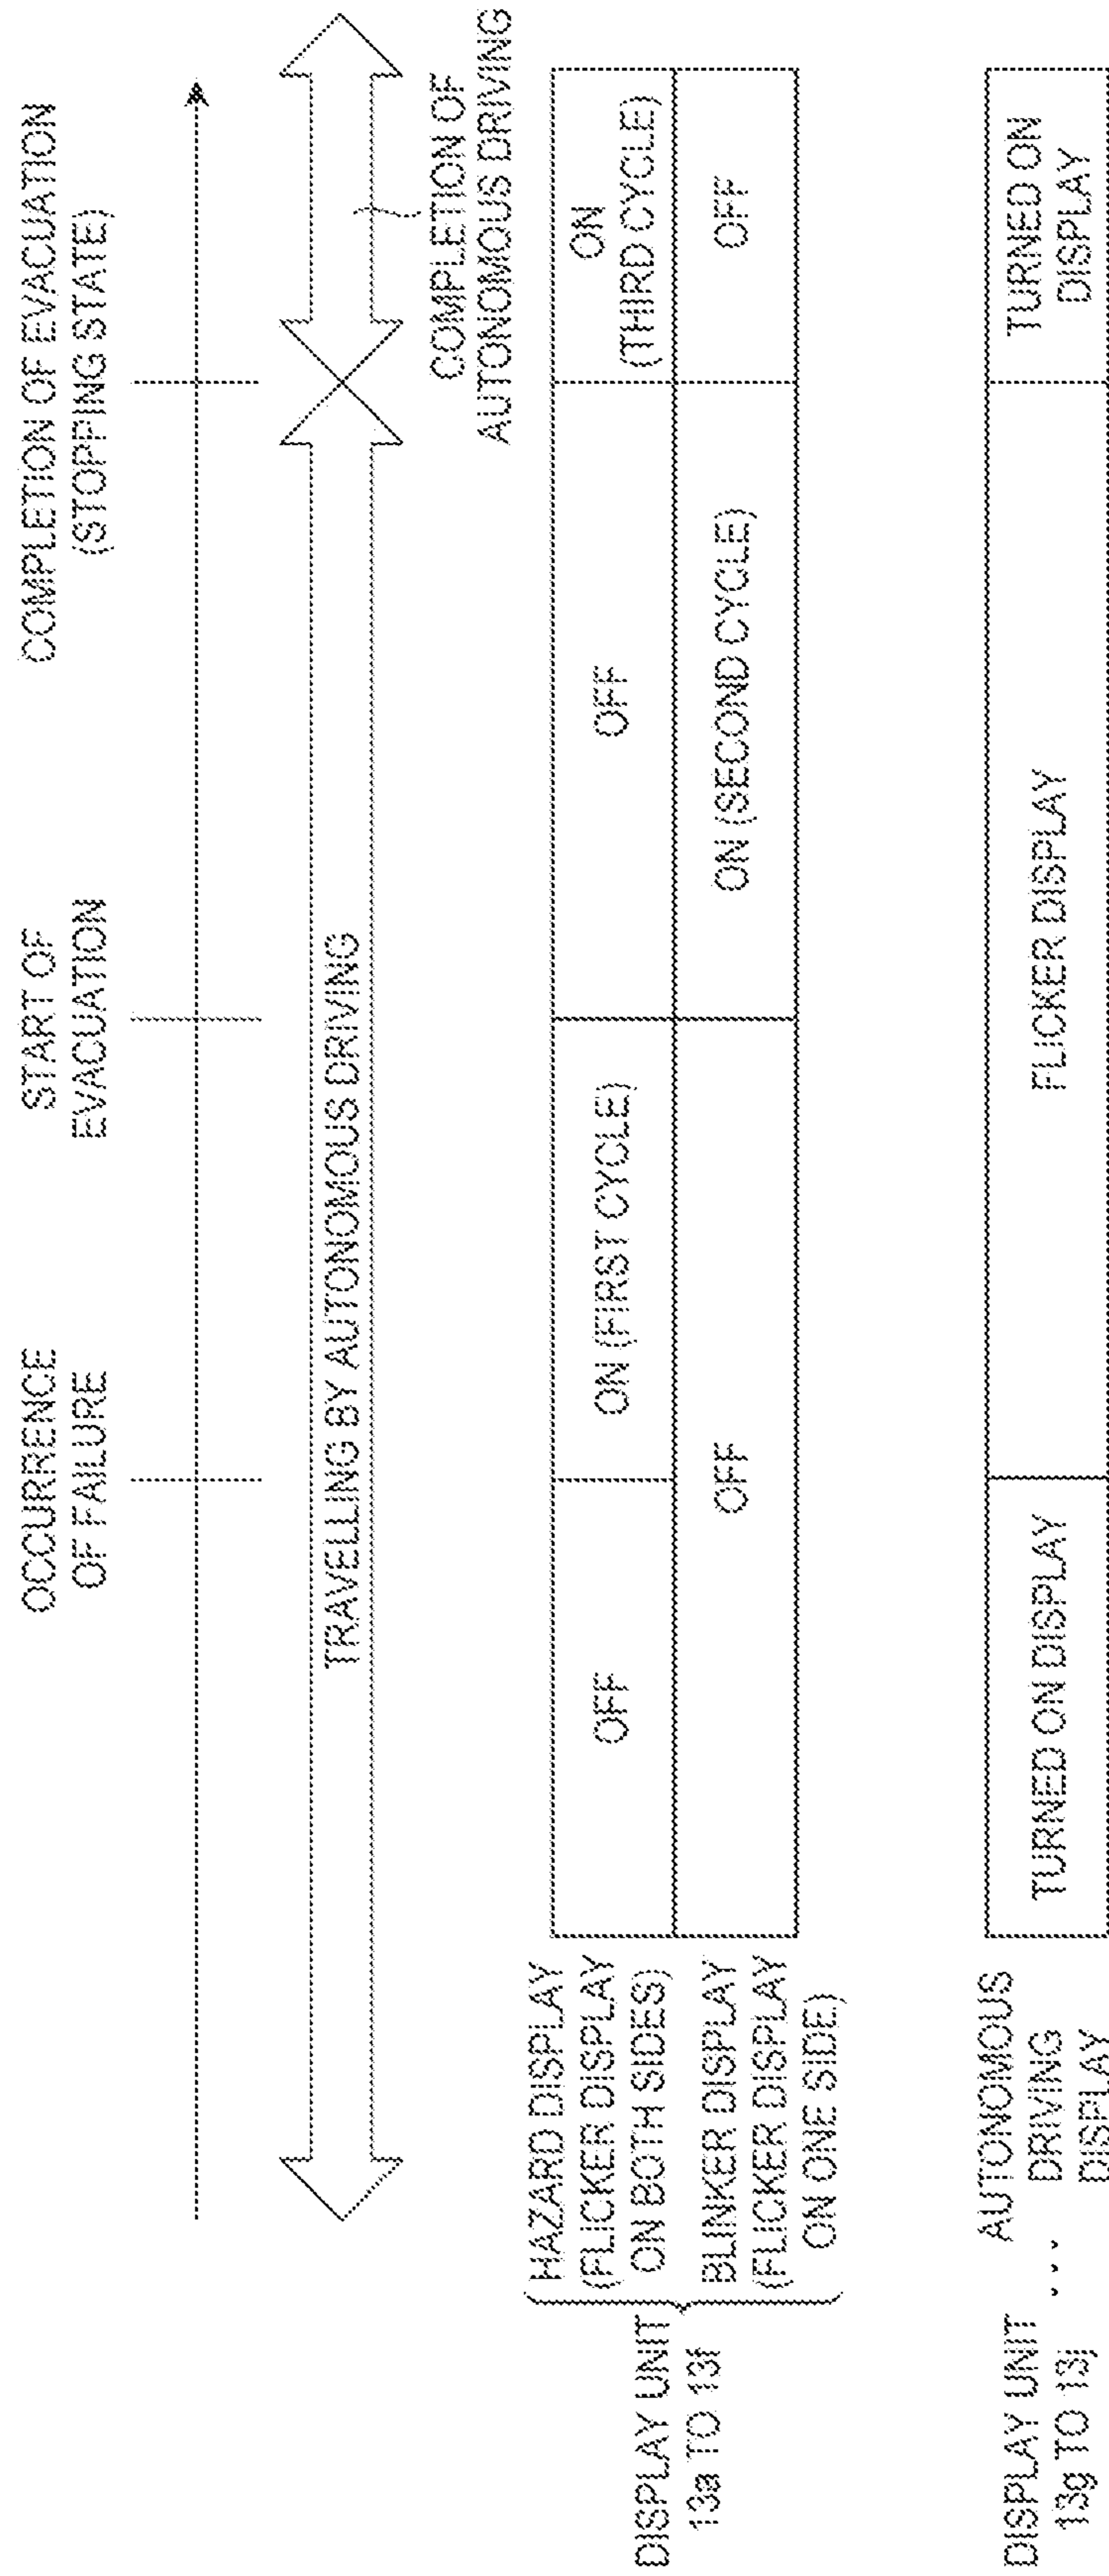 OCCURRENCE
OF FAILURE
START OF
EVACUATION
COMPLETION OF EVACUATION
(STOPPING STATE)
TRAVELLING BY AUTONOMOUS DRIVING
COMPLETION OF
AUTONOMOUS DRIVING
DISPLAY UNIT
13a TO 13f
HAZARD DISPLAY
(FLICKER DISPLAY
ON BOTH SIDES)
OFF
ON (FIRST CYCLE)
OFF
ON
(THIRD CYCLE)
BLINKER DISPLAY
(FLICKER DISPLAY
ON ONE SIDE)
OFF
ON (SECOND CYCLE)
OFF
DISPLAY UNIT
13g TO 13j
...
AUTONOMOUS
DRIVING
DISPLAY
TURNED ON DISPLAY
FLICKER DISPLAY
TURNED ON
DISPLAY